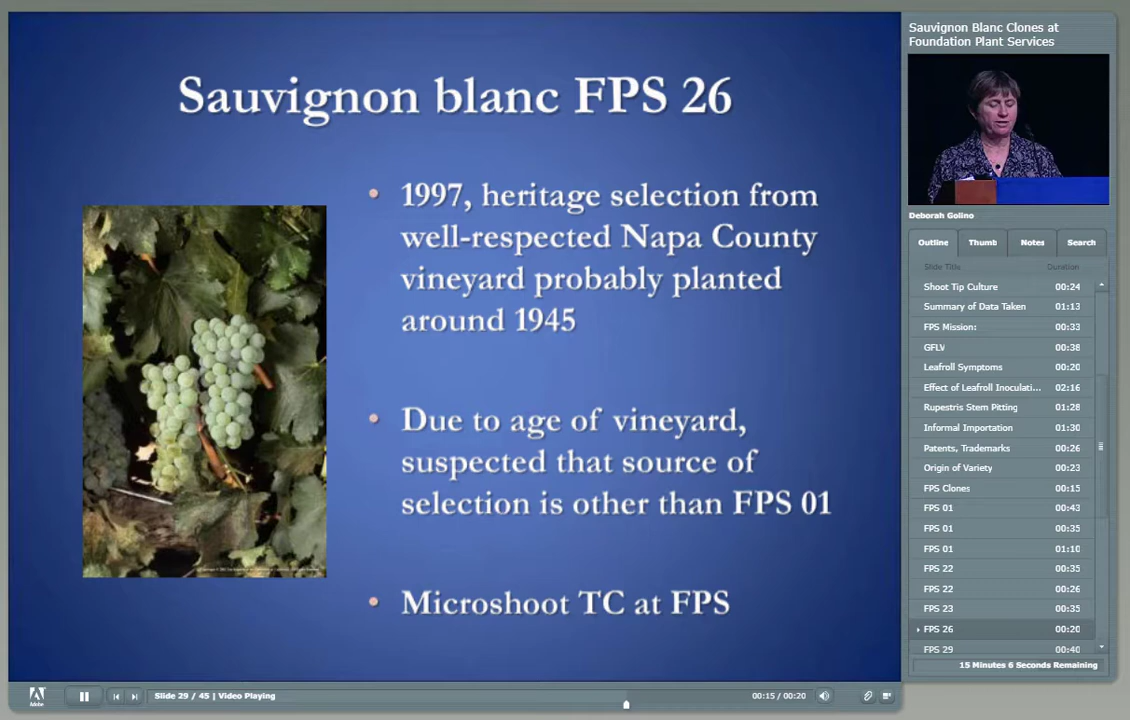 Sauvignon blanc FPS 26
• 1997, heritage selection from
well-respected Napa County
vineyard probably planted
around 1945
• Due to age of vineyard,
suspected that source of
selection is other than FPS 01
• Microshoot TC at FPS
Sauvignon Blanc Clones at
Foundation Plant Services
Deborah Golino
Outline Thumb Notes Search
Slide Title Duration
Shoot Tip Culture 00:24
Summary of Data Taken 01:13
FPS Mission: 00:33
GFLV 00:38
Leafroll Symptoms 00:20
Effect of Leafroll Inoculati... 02:16
Rupestris Stem Pitting 01:28
Informal Importation 01:30
Patents, Trademarks 00:26
Origin of Variety 00:23
FPS Clones 00:15
FPS 01 00:43
FPS 01 00:35
FPS 01 01:10
FPS 22 00:35
FPS 22 00:26
FPS 23 00:35
FPS 26 00:20
FPS 29 00:40
15 Minutes 6 Seconds Remaining
Adobe
Slide 29 / 45 | Video Playing
00:15 / 00:20